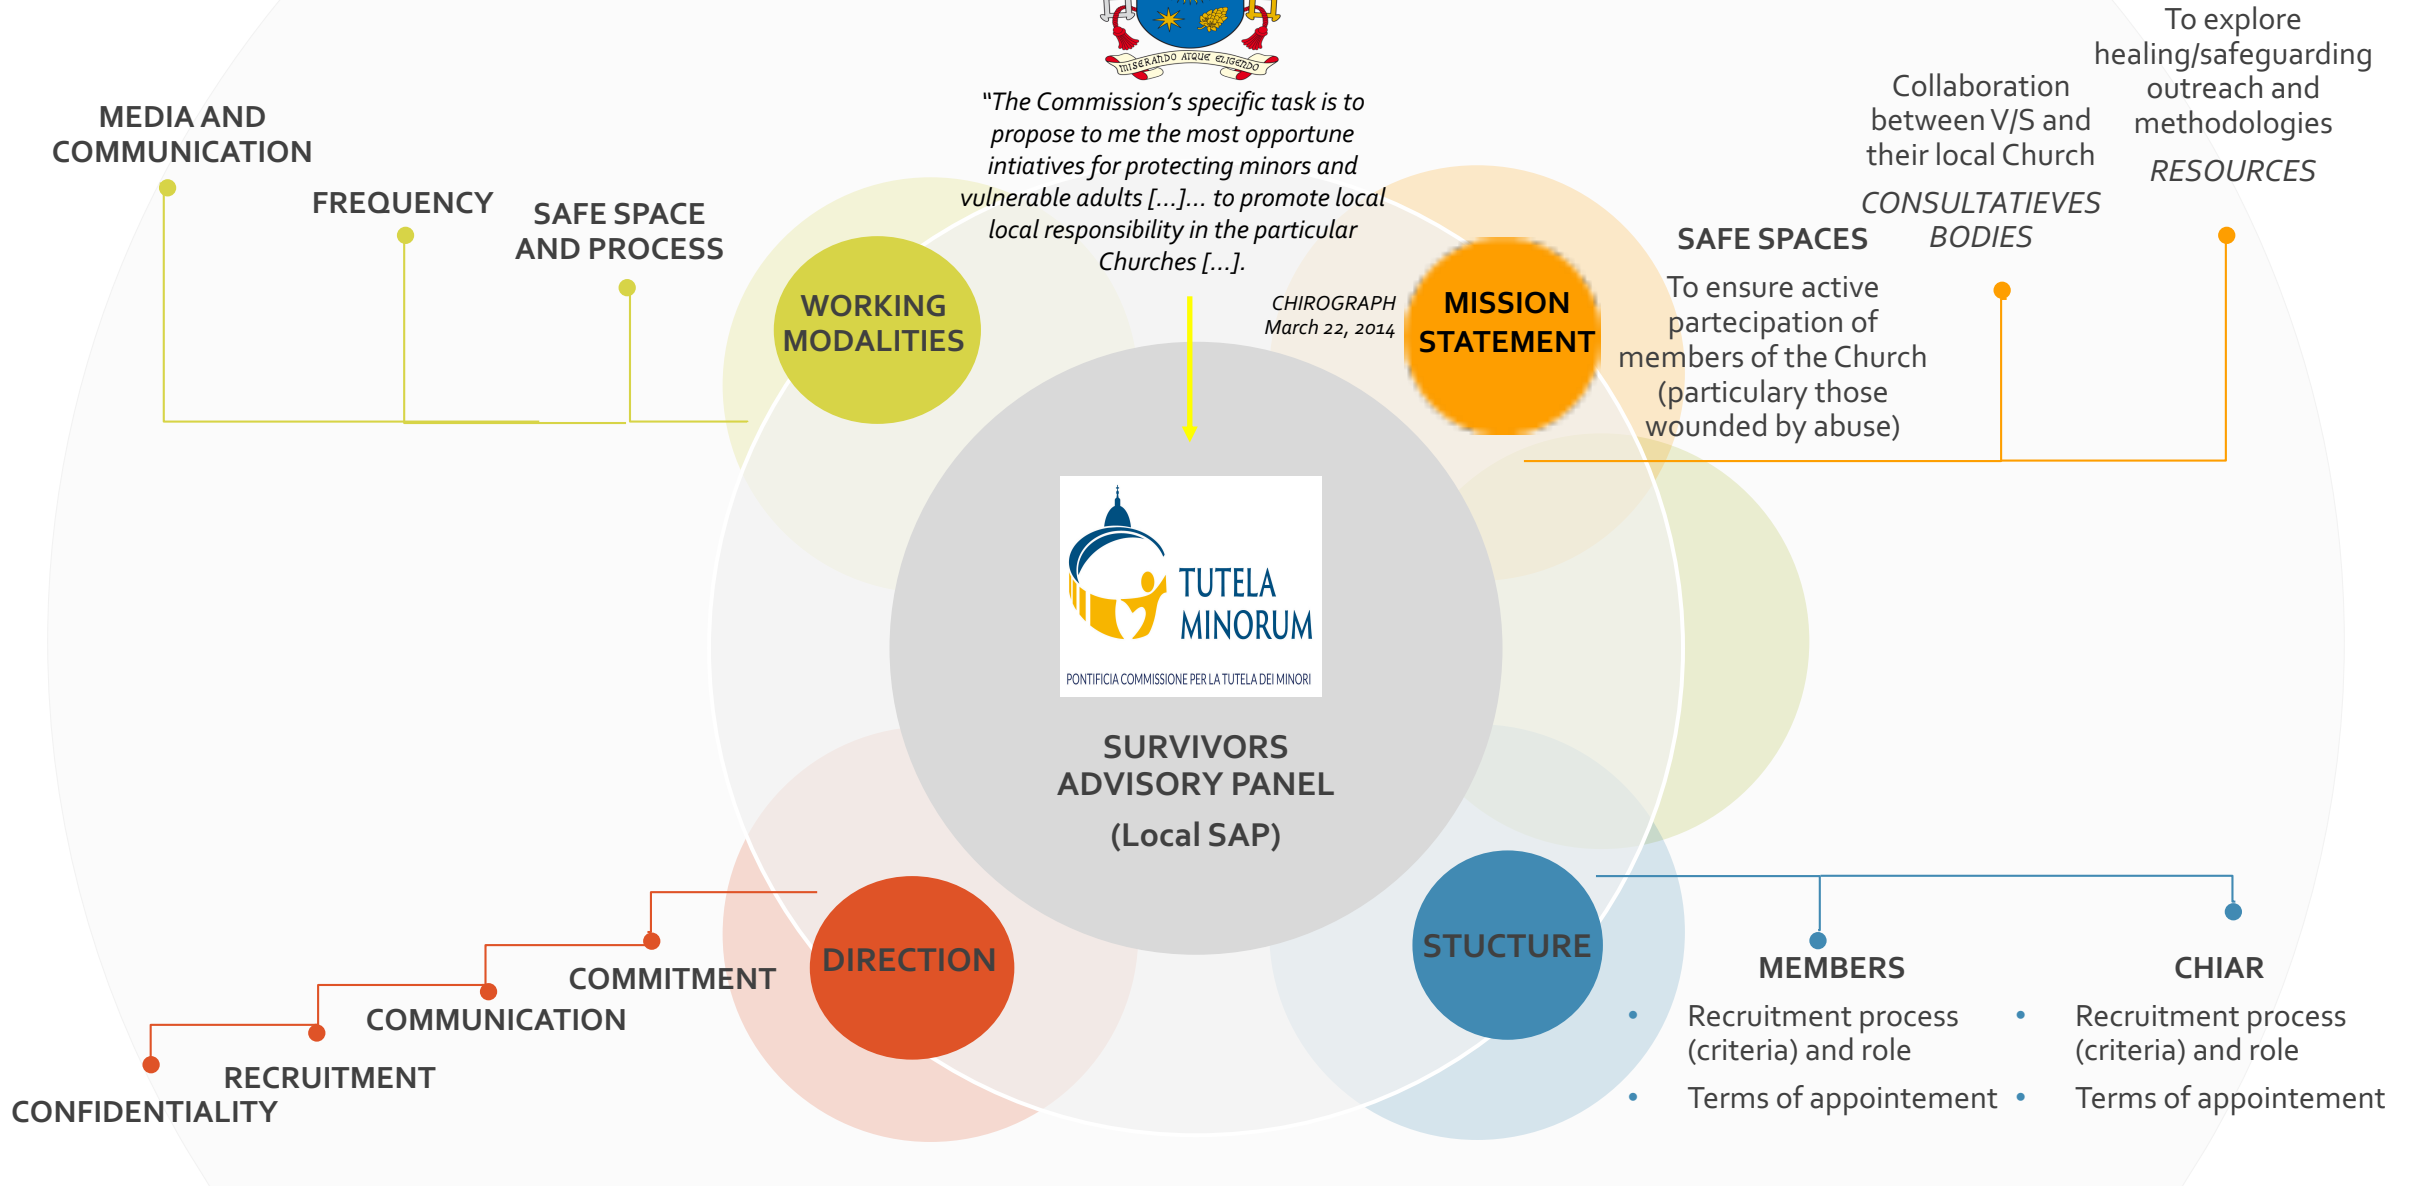 MISERANDO ATQUE ELIGENDO
“The Commission’s specific task is to
propose to me the most opportune
intiatives for protecting minors and
vulnerable adults [...]... to promote local
local responsibility in the particular
Churches [...].
CHIROGRAPH
March 22, 2014
MEDIA AND
COMMUNICATION
FREQUENCY
SAFE SPACE
AND PROCESS
WORKING
MODALITIES
MISSION
STATEMENT
SAFE SPACES
To ensure active
partecipation of
members of the Church
(particulary those
wounded by abuse)
Collaboration
between V/S and
their local Church
CONSULTATIEVES
BODIES
To explore
healing/safeguarding
outreach and
methodologies
RESOURCES
TUTELA
MINORUM
PONTIFICIA COMMISSIONE PER LA TUTELA DEI MINORI
SURVIVORS
ADVISORY PANEL
(Local SAP)
DIRECTION
COMMITMENT
COMMUNICATION
RECRUITMENT
CONFIDENTIALITY
STUCTURE
MEMBERS
• Recruitment process
(criteria) and role
• Terms of appointement
CHIAR
• Recruitment process
(criteria) and role
• Terms of appointement